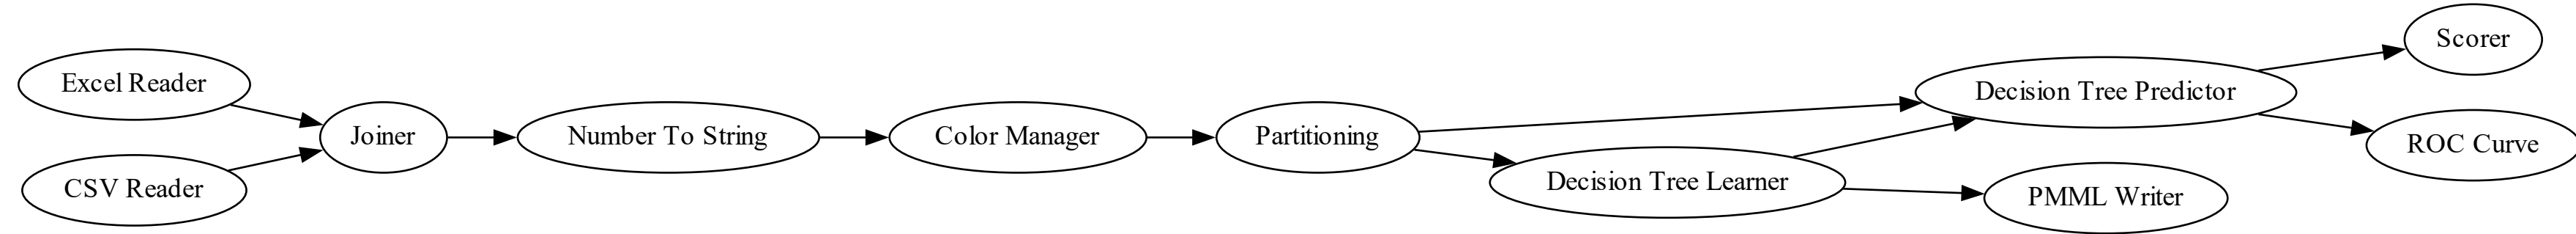 Excel Reader
CSV Reader
Joiner
Number To String
Color Manager
Partitioning
Decision Tree Learner
Decision Tree Predictor
PMML Writer
Scorer
ROC Curve